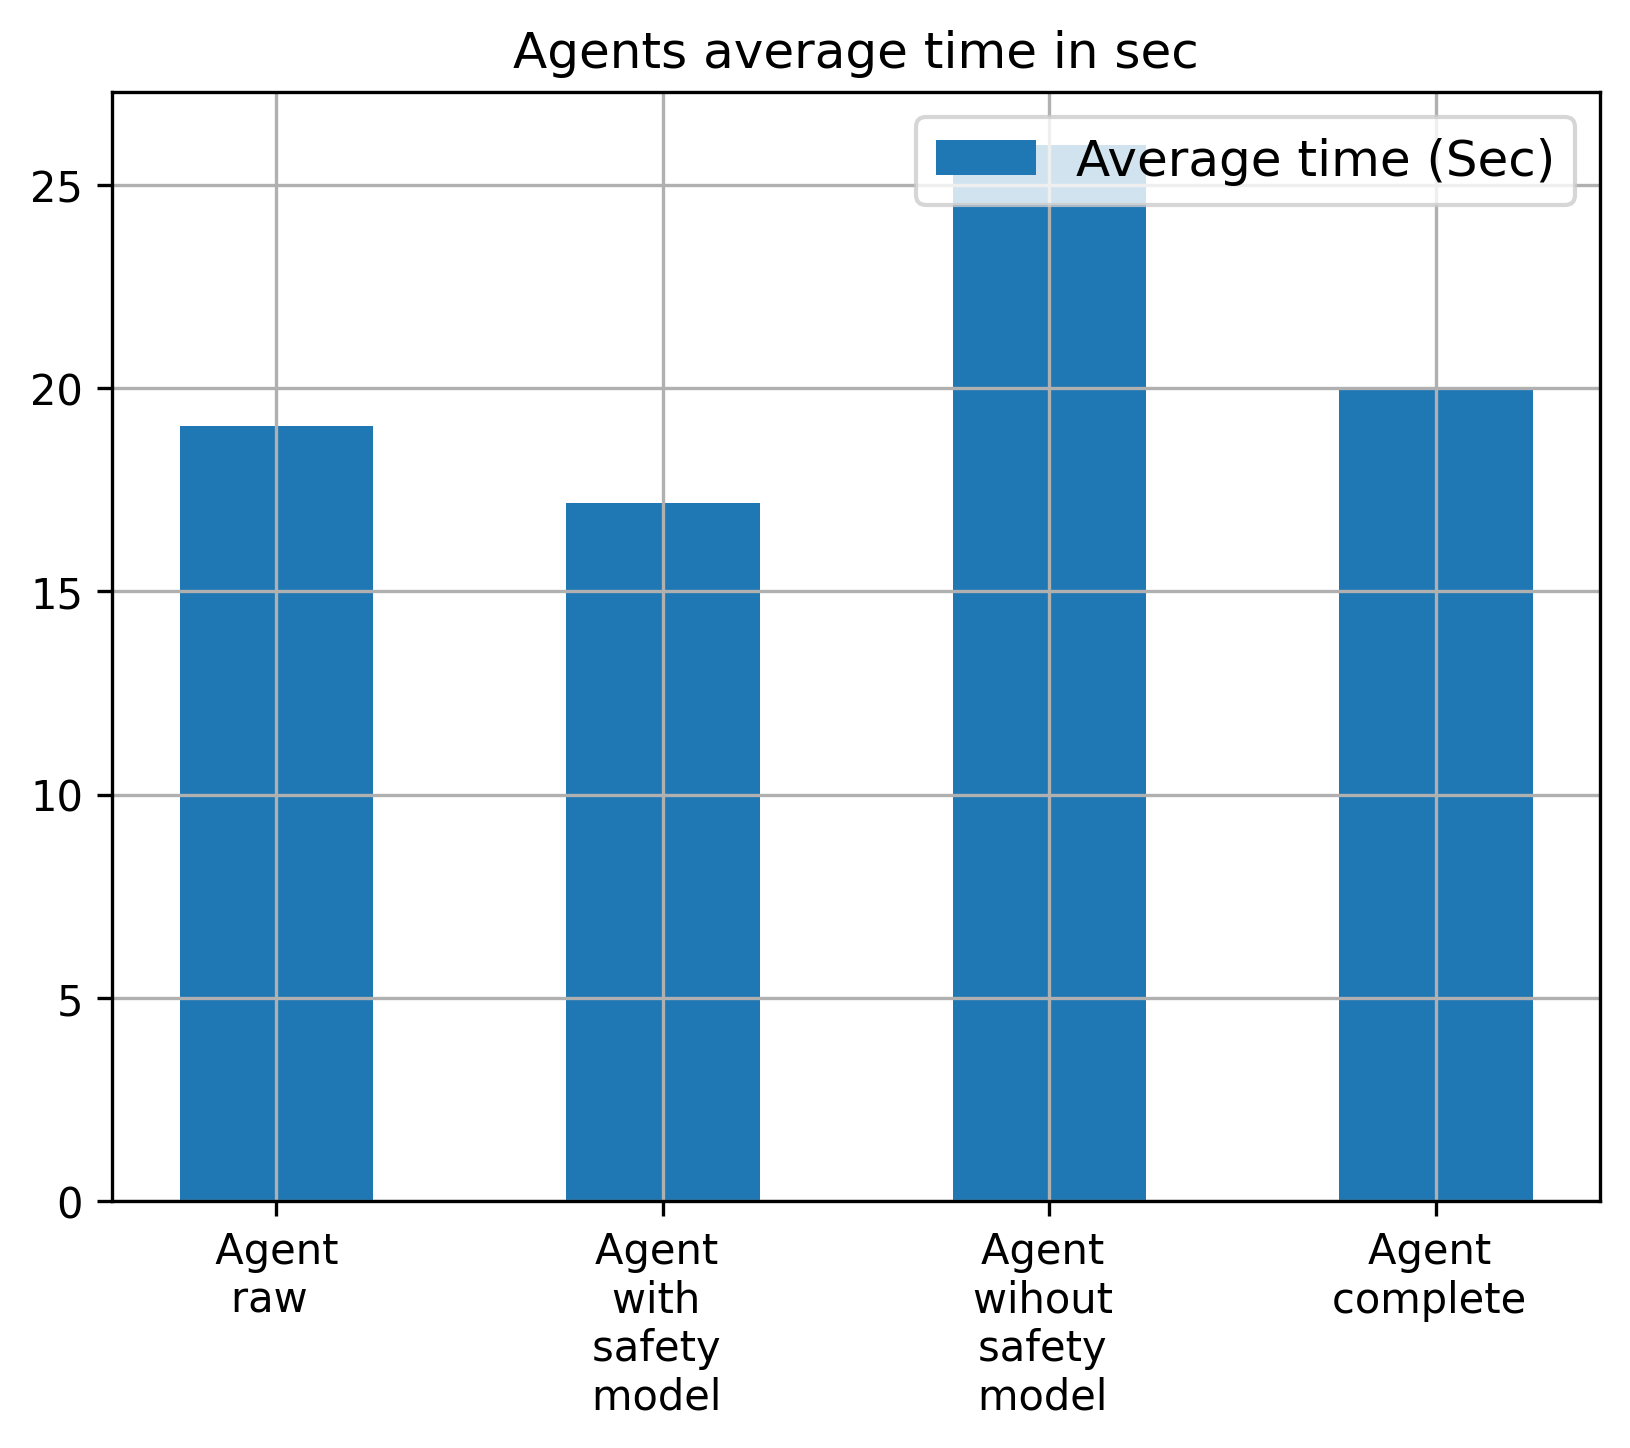 Agents average time in sec
Average time (Sec)
25
20
15
10
5
0
Agent
raw
Agent
with
safety
model
Agent
wihout
safety
model
Agent
complete